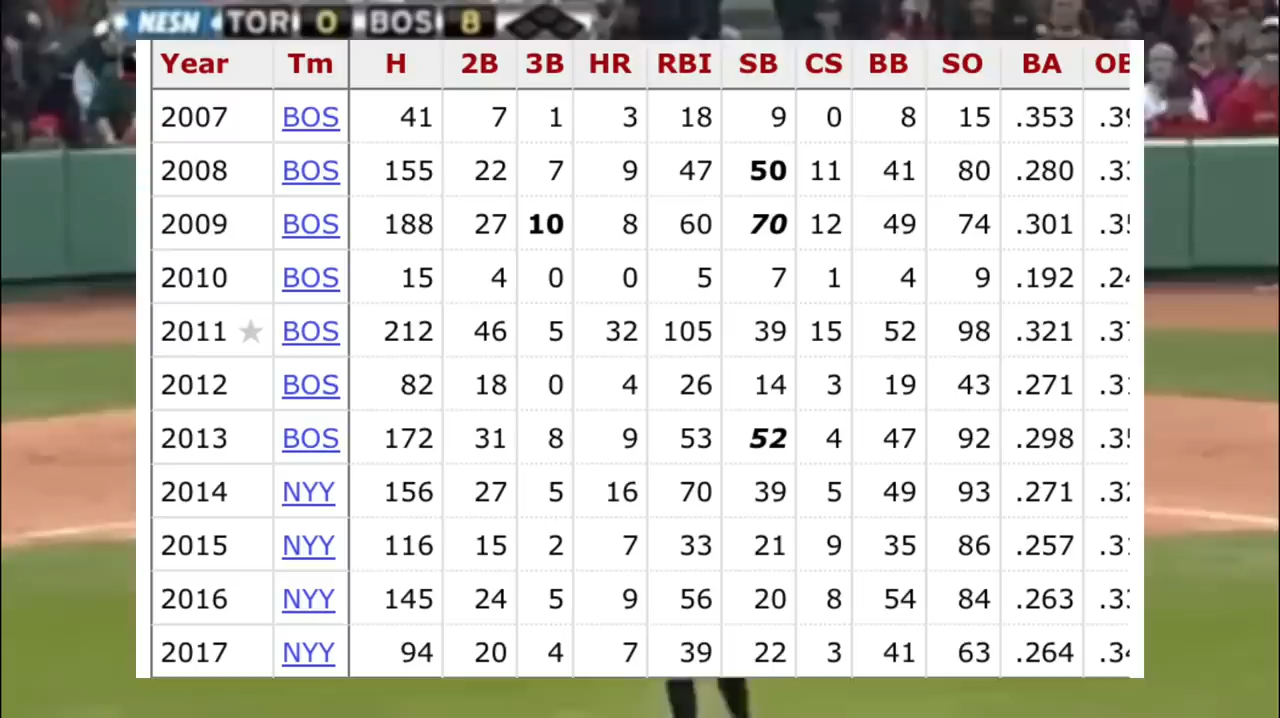 NESN TOR 0 BOS 8
Year Tm H 2B 3B HR RBI SB CS BB SO BA
2007 BOS 41 7 1 3 18 9 0 8 15 .353
2008 BOS 155 22 7 9 47 50 11 41 80 .280
2009 BOS 188 27 10 8 60 70 12 49 74 .301
2010 BOS 15 4 0 0 5 7 1 4 9 .192
2011 ★ BOS 212 46 5 32 105 39 15 52 98 .321
2012 BOS 82 18 0 4 26 14 3 19 43 .271
2013 BOS 172 31 8 9 53 52 4 47 92 .298
2014 NYY 156 27 5 16 70 39 5 49 93 .271
2015 NYY 116 15 2 7 33 21 9 35 86 .257
2016 NYY 145 24 5 9 56 20 8 54 84 .263
2017 NYY 94 20 4 7 39 22 3 41 63 .264